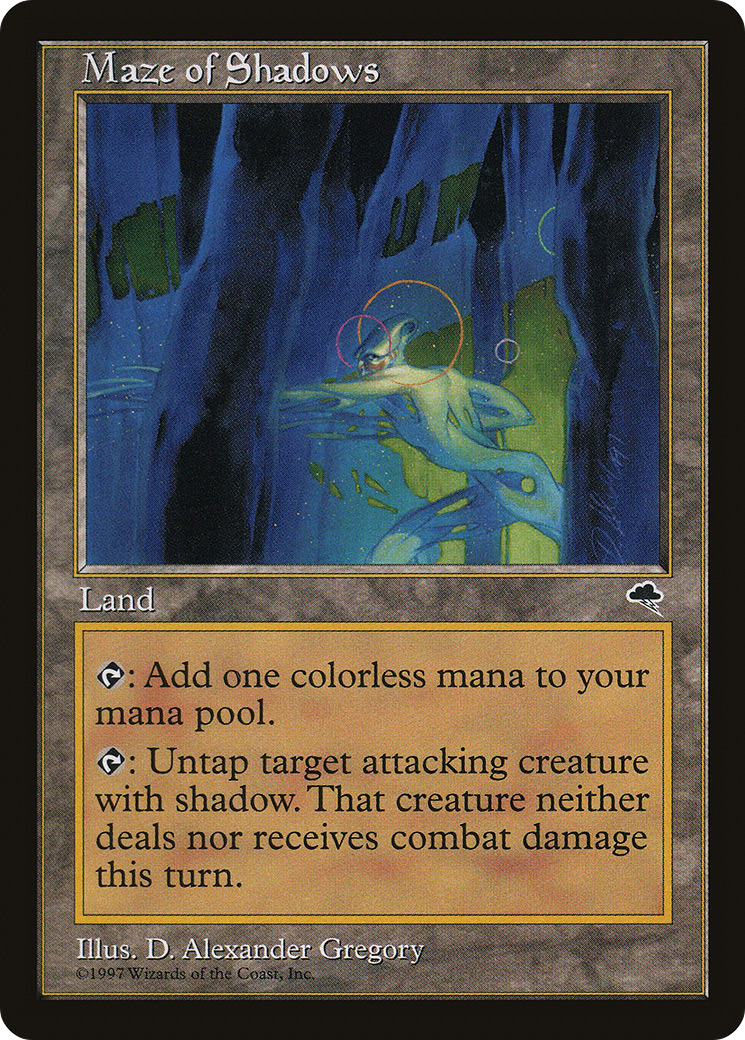 Maze of Shadows
Land
: Add one colorless mana to your
mana pool.
: Untap target attacking creature
with shadow. That creature neither
deals nor receives combat damage
this turn.
Illus. D. Alexander Gregory
©1997 Wizards of the Coast, Inc.